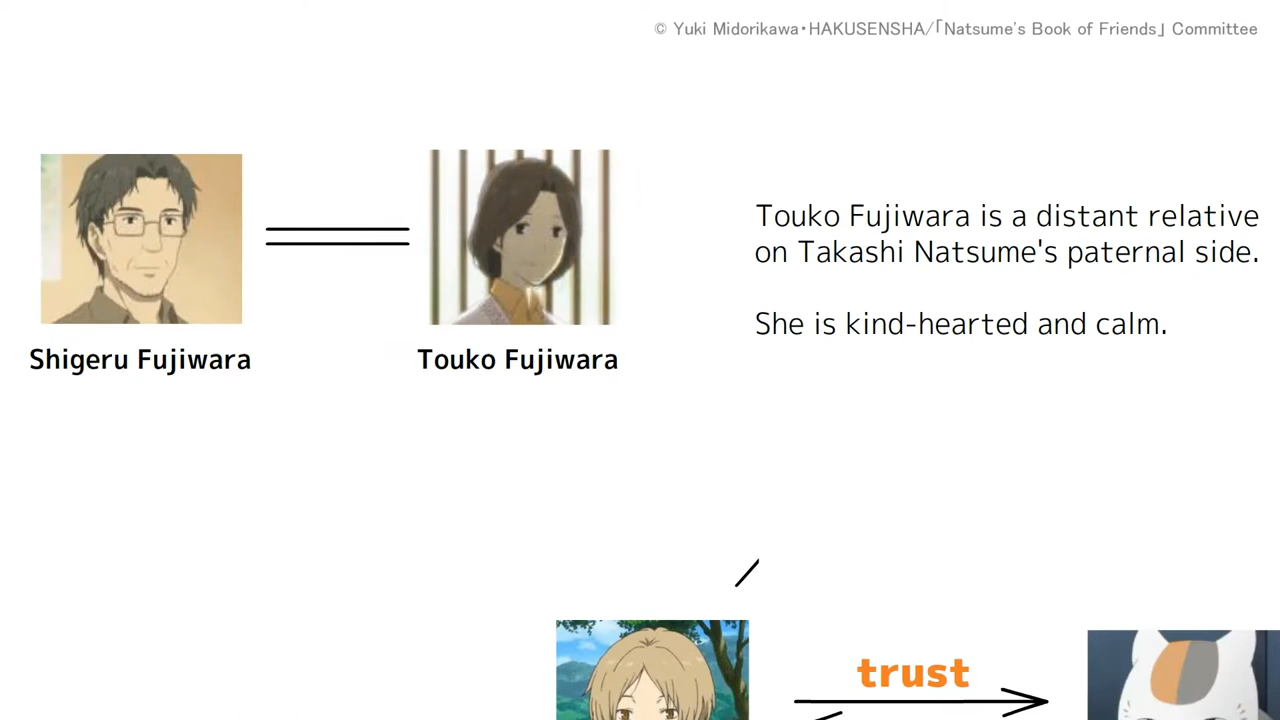 © Yuki Midorikawa・HAKUSENSHA/「Natsume's Book of Friends」 Committee
Touko Fujiwara is a distant relative
on Takashi Natsume's paternal side.
She is kind-hearted and calm.
Shigeru Fujiwara
Touko Fujiwara
trust